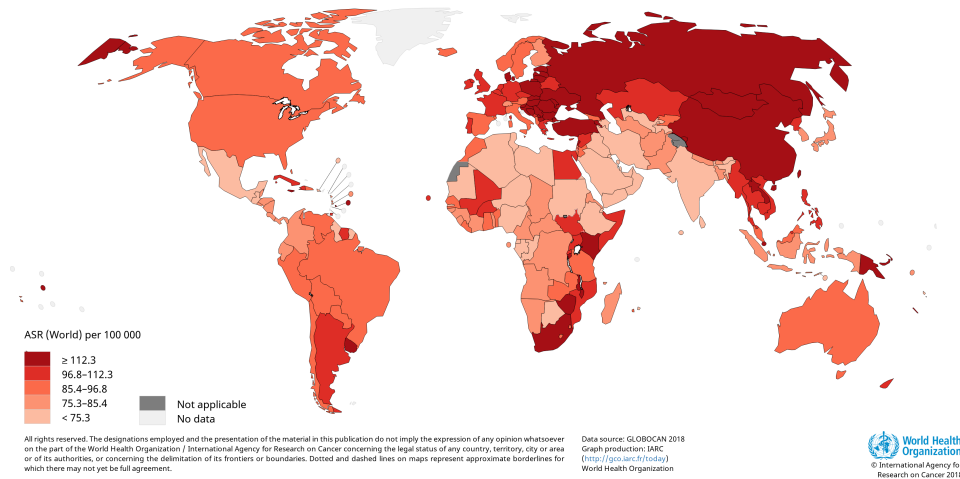 ASR (World) per 100 000
≥ 112.3
96.8–112.3
85.4–96.8
75.3–85.4
< 75.3
Not applicable
No data
All rights reserved. The designations employed and the presentation of the material in this publication do not imply the expression of any opinion whatsoever
on the part of the World Health Organization / International Agency for Research on Cancer concerning the legal status of any country, territory, city or area
or of its authorities, or concerning the delimitation of its frontiers or boundaries. Dotted and dashed lines on maps represent approximate borderlines for
which there may not yet be full agreement.
Data source: GLOBOCAN 2018
Graph production: IARC
(http://gco.iarc.fr/today)
World Health Organization
World Health
Organization
© International Agency fo
Research on Cancer 2018